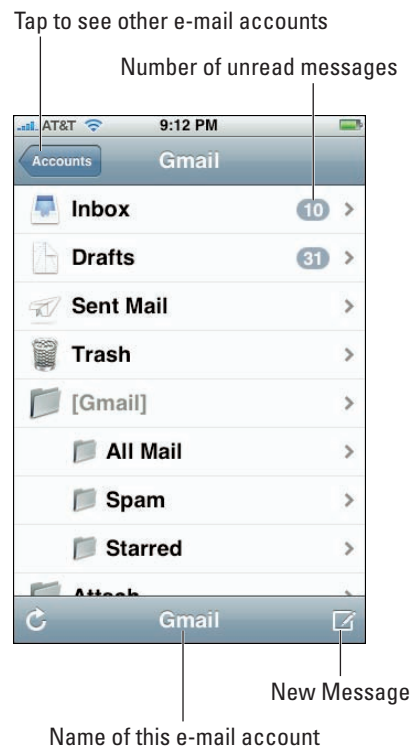 Tap to see other e-mail accounts
Number of unread messages
AT&T 9:12 PM
Accounts Gmail
Inbox 10
Drafts 31
Sent Mail
Trash
[Gmail]
All Mail
Spam
Starred
Gmail
New Message
Name of this e-mail account